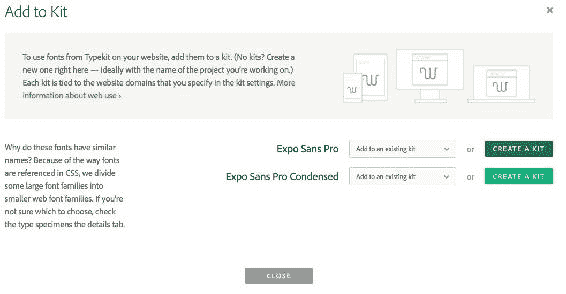 Add to Kit
To use fonts from Typekit on your website, add them to a kit. (No kits? Create a
new one right here — ideally with the name of the project you're working on.)
Each kit is tied to the website domains that you specify in the kit settings. More
information about web use ›
Why do these fonts have similar
names? Because of the way fonts
are referenced in CSS, we divide
some large font families into
smaller web font families. If you're
not sure which to choose, check
the type specimens the details tab.
Expo Sans Pro Add to an existing kit or CREATE A KIT
Expo Sans Pro Condensed Add to an existing kit or CREATE A KIT
CLOSE